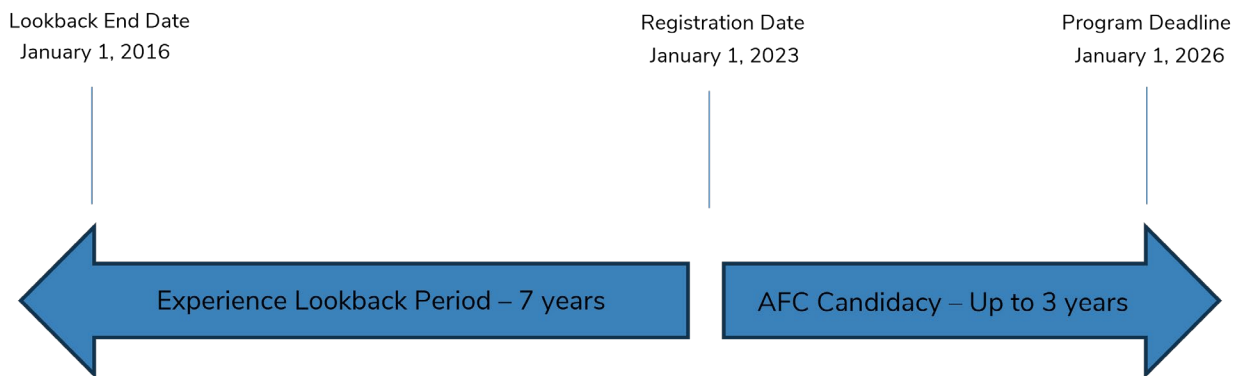 Lookback End Date
January 1, 2016
Registration Date
January 1, 2023
Program Deadline
January 1, 2026
Experience Lookback Period – 7 years
AFC Candidacy – Up to 3 years